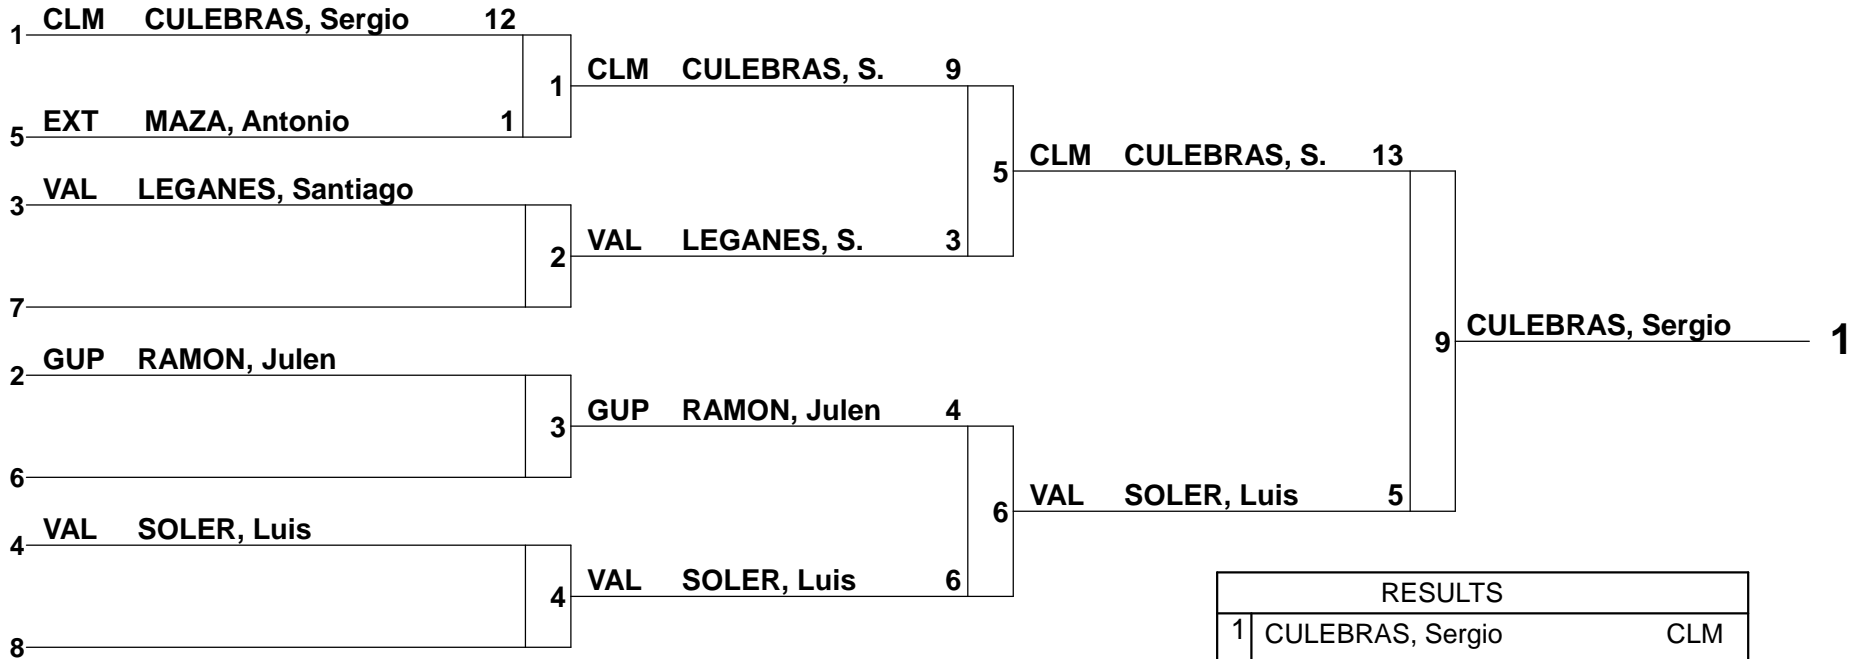 1 CLM CULEBRAS, Sergio 12
1 CLM CULEBRAS, S. 9
5 EXT MAZA, Antonio 1
5 CLM CULEBRAS, S. 13
3 VAL LEGANES, Santiago
2 VAL LEGANES, S. 3
7
9 CULEBRAS, Sergio 1
2 GUP RAMON, Julen
3 GUP RAMON, Julen 4
6
6 VAL SOLER, Luis 5
4 VAL SOLER, Luis
4 VAL SOLER, Luis 6
8
RESULTS
1 CULEBRAS, Sergio CLM